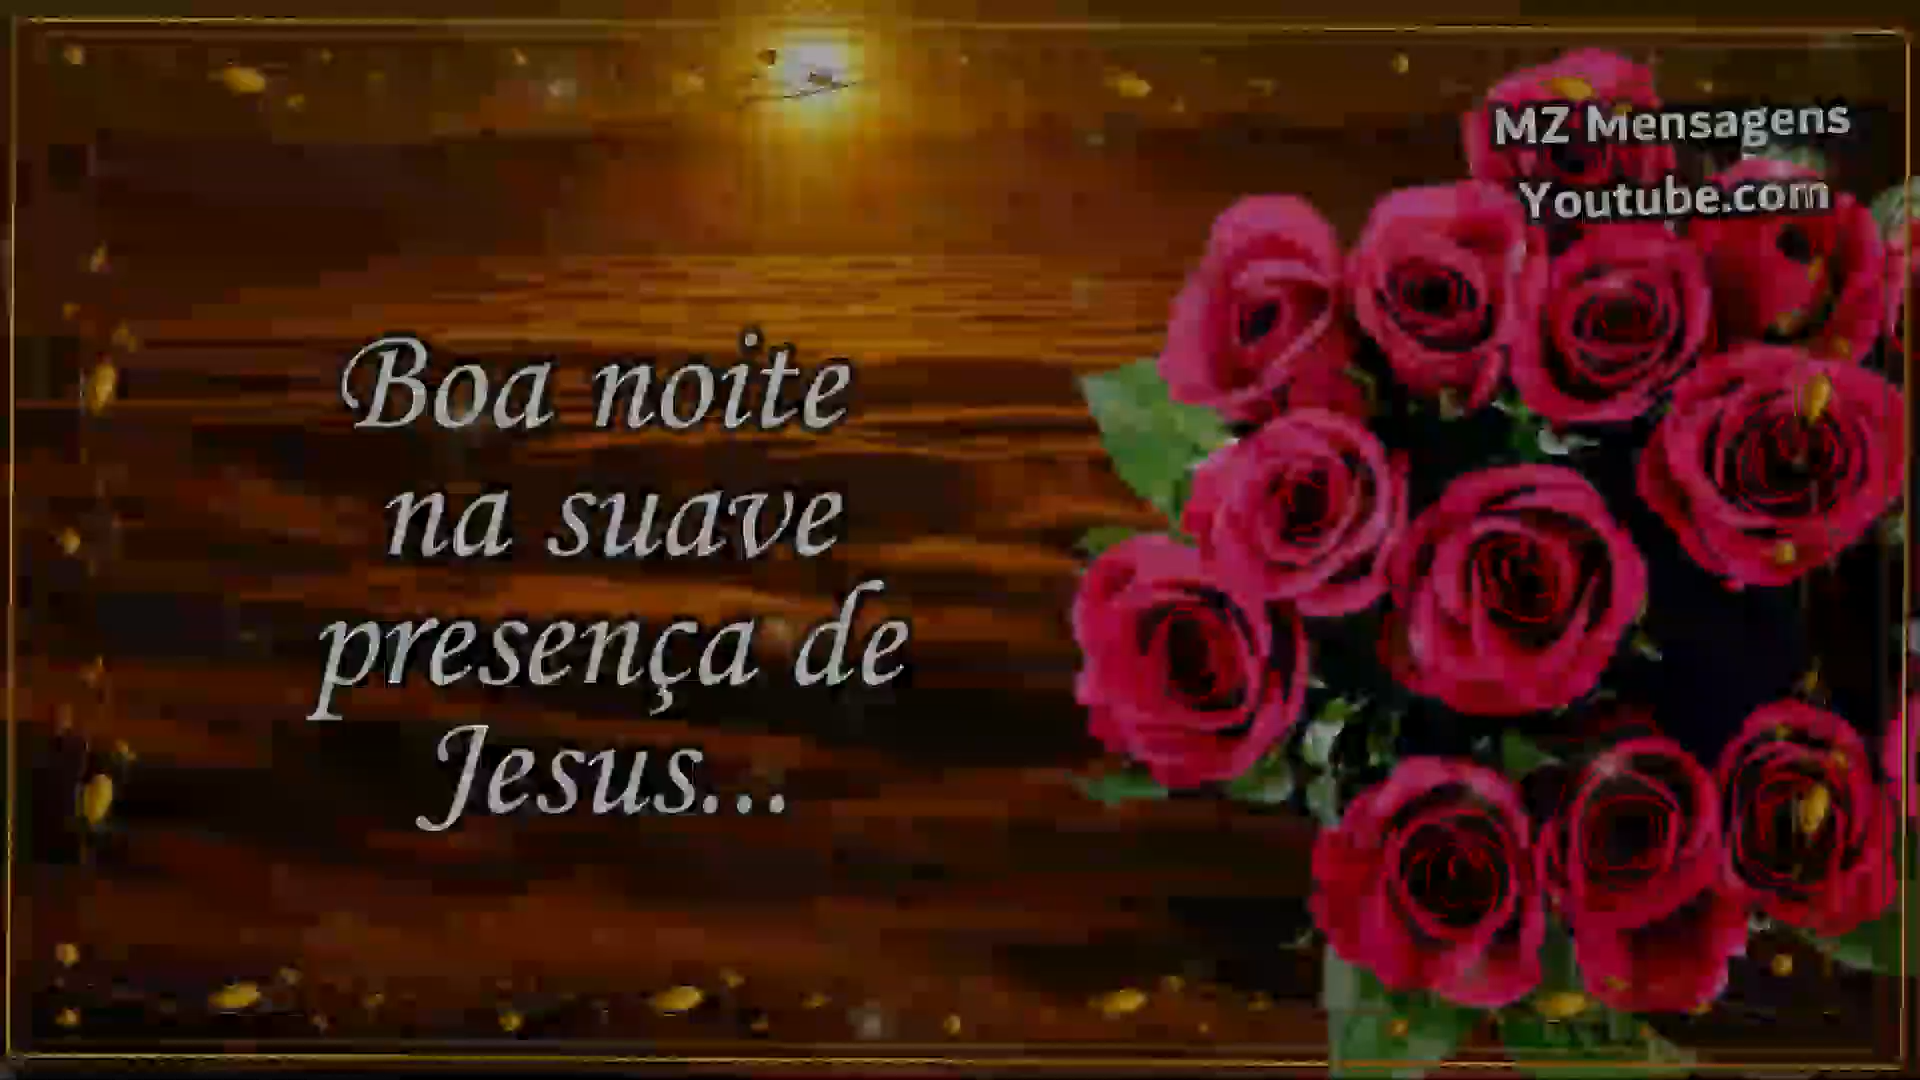 MZ Mensagens
Youtube.com
Boa noite
na suave
presença de
Jesus...